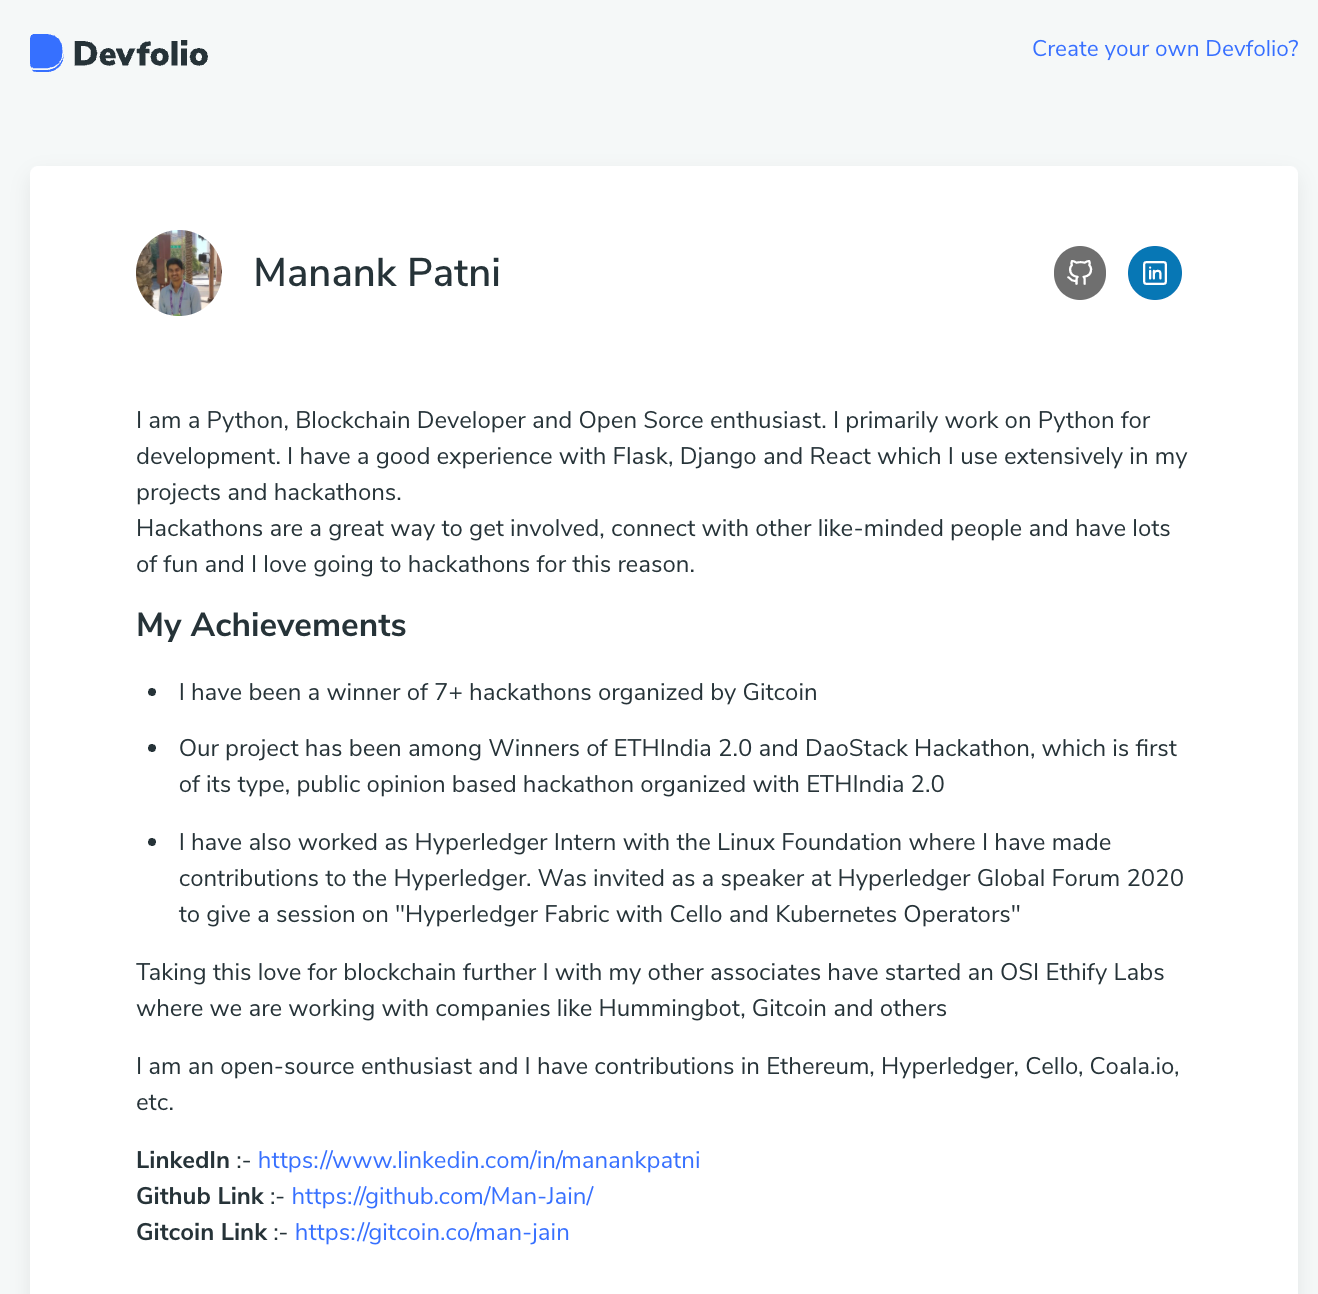 Devfolio
Create your own Devfolio?
Manank Patni
in
I am a Python, Blockchain Developer and Open Sorce enthusiast. I primarily work on Python for
development. I have a good experience with Flask, Django and React which I use extensively in my
projects and hackathons.
Hackathons are a great way to get involved, connect with other like-minded people and have lots
of fun and I love going to hackathons for this reason.
My Achievements
• I have been a winner of 7+ hackathons organized by Gitcoin
• Our project has been among Winners of ETHIndia 2.0 and DaoStack Hackathon, which is first
of its type, public opinion based hackathon organized with ETHIndia 2.0
• I have also worked as Hyperledger Intern with the Linux Foundation where I have made
contributions to the Hyperledger. Was invited as a speaker at Hyperledger Global Forum 2020
to give a session on "Hyperledger Fabric with Cello and Kubernetes Operators"
Taking this love for blockchain further I with my other associates have started an OSI Ethify Labs
where we are working with companies like Hummingbot, Gitcoin and others
I am an open-source enthusiast and I have contributions in Ethereum, Hyperledger, Cello, Coala.io,
etc.
LinkedIn :- https://www.linkedin.com/in/manankpatni
Github Link :- https://github.com/Man-Jain/
Gitcoin Link :- https://gitcoin.co/man-jain